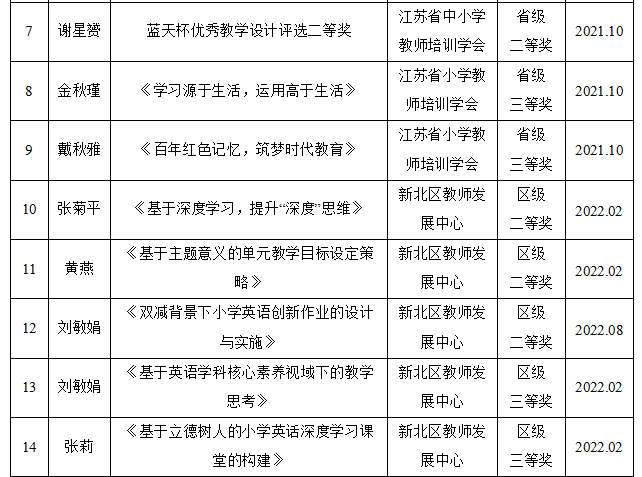 7 谢星赟 蓝天杯优秀教学设计评选二等奖 江苏省中小学教师培训学会 省级二等奖 2021.10
8 金秋瑾 《学习源于生活，运用高于生活》 江苏省小学教师培训学会 省级三等奖 2021.10
9 戴秋雅 《百年红色记忆，筑梦时代教育》 江苏省小学教师培训学会 省级三等奖 2021.10
10 张菊平 《基于深度学习，提升“深度”思维》 新北区教师发展中心 区级二等奖 2022.02
11 黄燕 《基于主题意义的单元教学目标设定策略》 新北区教师发展中心 区级二等奖 2022.02
12 刘敏娟 《双减背景下小学英语创新作业的设计与实施》 新北区教师发展中心 区级二等奖 2022.08
13 刘敏娟 《基于英语学科核心素养视域下的教学思考》 新北区教师发展中心 区级三等奖 2022.02
14 张莉 《基于立德树人的小学英话深度学习课堂的构建》 新北区教师发展中心 区级三等奖 2022.02